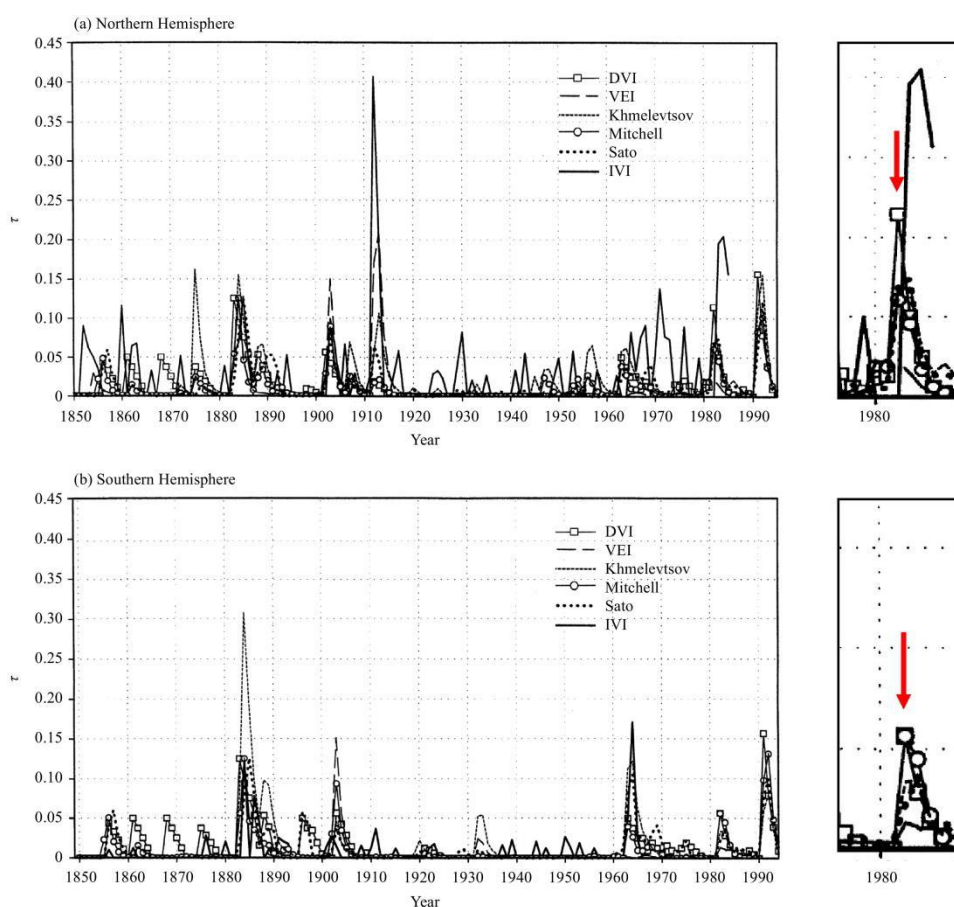 (a) Northern Hemisphere
0.45
0.40
0.35
0.30
0.25
0.20
0.15
0.10
0.05
0
τ
DVI
VEI
Khmelevtsov
Mitchell
Sato
IVI
1850 1860 1870 1880 1890 1900 1910 1920 1930 1940 1950 1960 1970 1980 1990
Year
1980
(b) Southern Hemisphere
0.45
0.40
0.35
0.30
0.25
0.20
0.15
0.10
0.05
0
τ
DVI
VEI
Khmelevtsov
Mitchell
Sato
IVI
1850 1860 1870 1880 1890 1900 1910 1920 1930 1940 1950 1960 1970 1980 1990
Year
1980